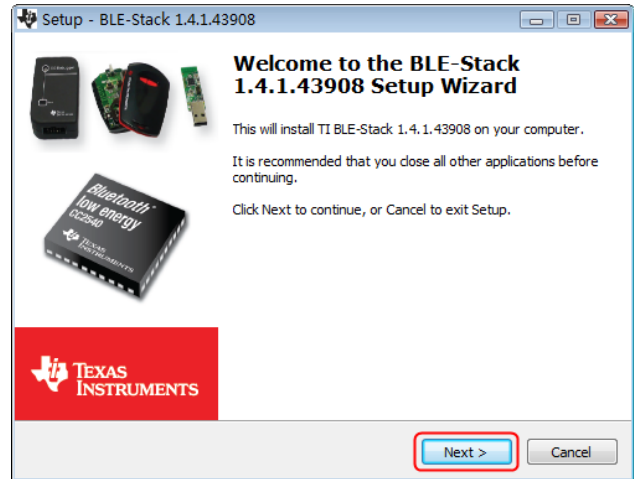 Setup - BLE-Stack 1.4.1.43908
Welcome to the BLE-Stack
1.4.1.43908 Setup Wizard
This will install TI BLE-Stack 1.4.1.43908 on your computer.
It is recommended that you close all other applications before
continuing.
Click Next to continue, or Cancel to exit Setup.
Bluetooth®
low energy
CC2540
TEXAS
INSTRUMENTS
TEXAS
INSTRUMENTS
Next >
Cancel